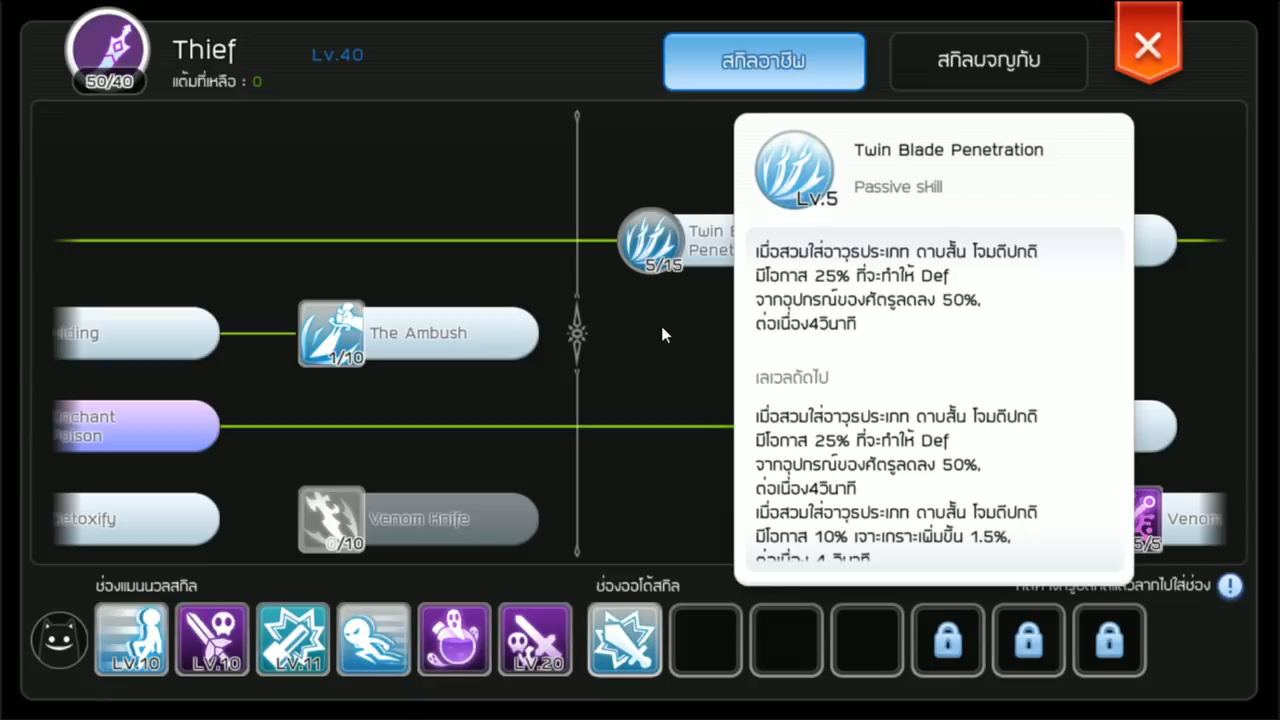 Thief
Lv.40
50/40
แต้มที่เหลือ : 0
สกิลอาชีพ
สกิลผจญภัย
Twin Blade Penetration
Passive skill
Lv.5
เมื่อสวมใส่อาวุธประเภท ดาบสั้น โจมตีปกติ
มีโอกาส 25% ที่จะทำให้ Def
จากอุปกรณ์ของศัตรูลดลง 50%,
ต่อเนื่อง4วินาที
เลเวลถัดไป
เมื่อสวมใส่อาวุธประเภท ดาบสั้น โจมตีปกติ
มีโอกาส 25% ที่จะทำให้ Def
จากอุปกรณ์ของศัตรูลดลง 50%,
ต่อเนื่อง4วินาที
เมื่อสวมใส่อาวุธประเภท ดาบสั้น โจมตีปกติ
มีโอกาส 10% เจาะเกราะเพิ่มขึ้น 1.5%,
ต่อเนื่อง 4 วินาที
Twin
5/15
The Ambush
1/10
Venom Knife
0/10
Venom
5/5
ช่องแมนนวลสกิล
ช่องออโต้สกิล
LV.10
LV.10
LV.11
LV.20